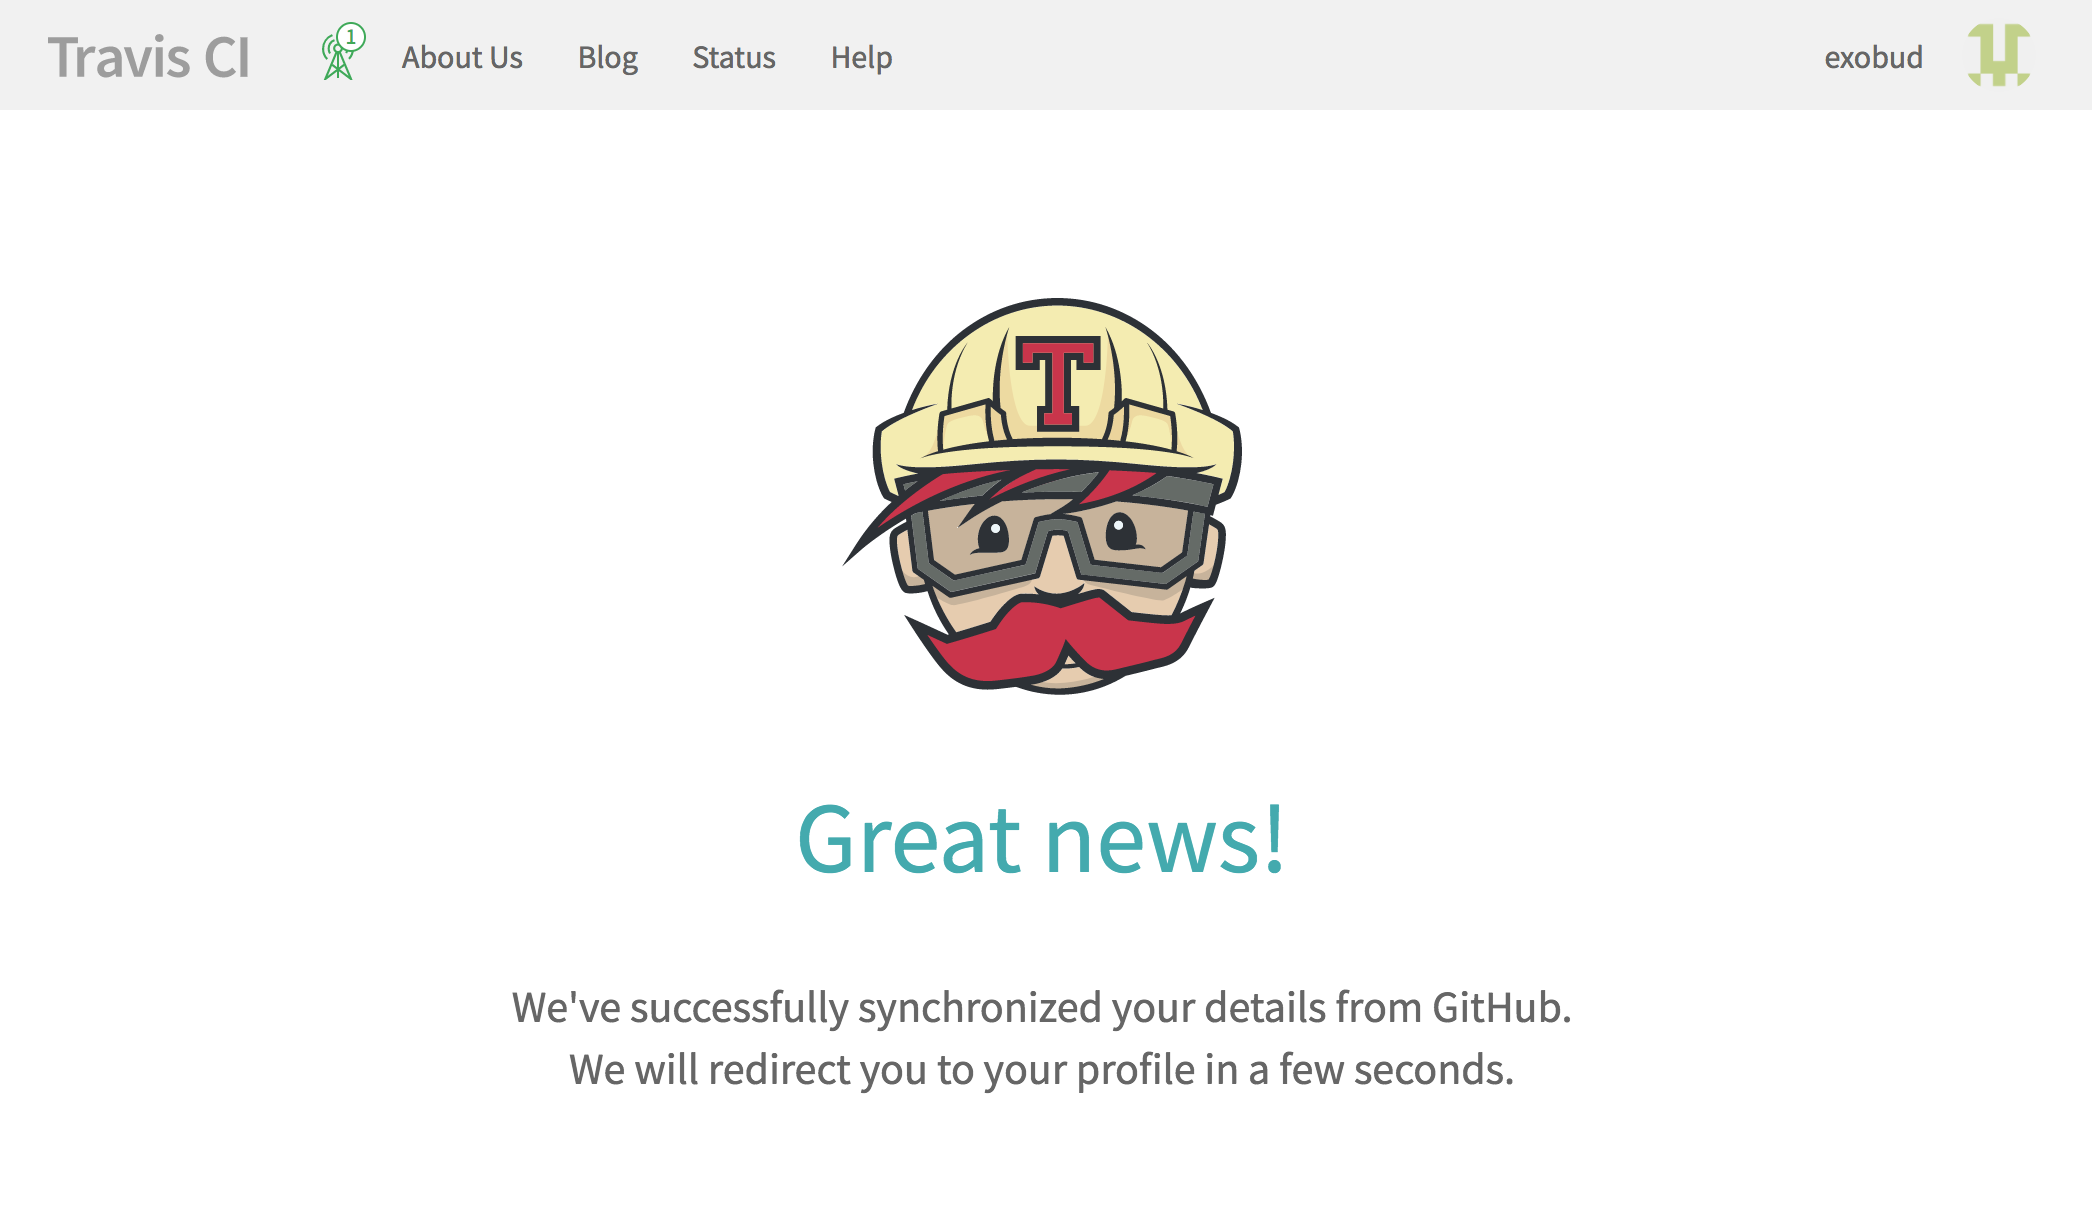 Travis CI
1
About Us
Blog
Status
Help
exobud
T
Great news!
We've successfully synchronized your details from GitHub.
We will redirect you to your profile in a few seconds.